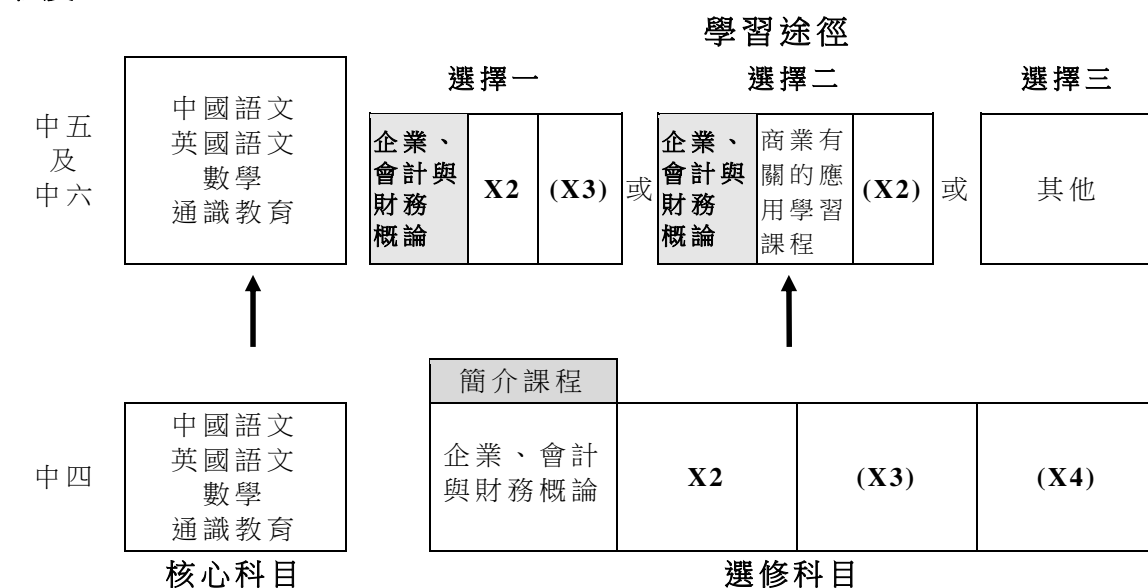 學習途徑
選擇一
選擇二
選擇三
中五
及
中六
中國語文
英國語文
數學
通識教育
企業、
會計與
財務
概論
X2
(X3)
或
企業、
會計與
財務
概論
商業有
關的應
用學習
課程
(X2)
或
其他
簡介課程
中四
中國語文
英國語文
數學
通識教育
企業、會計
與財務概論
X2
(X3)
(X4)
核心科目
選修科目